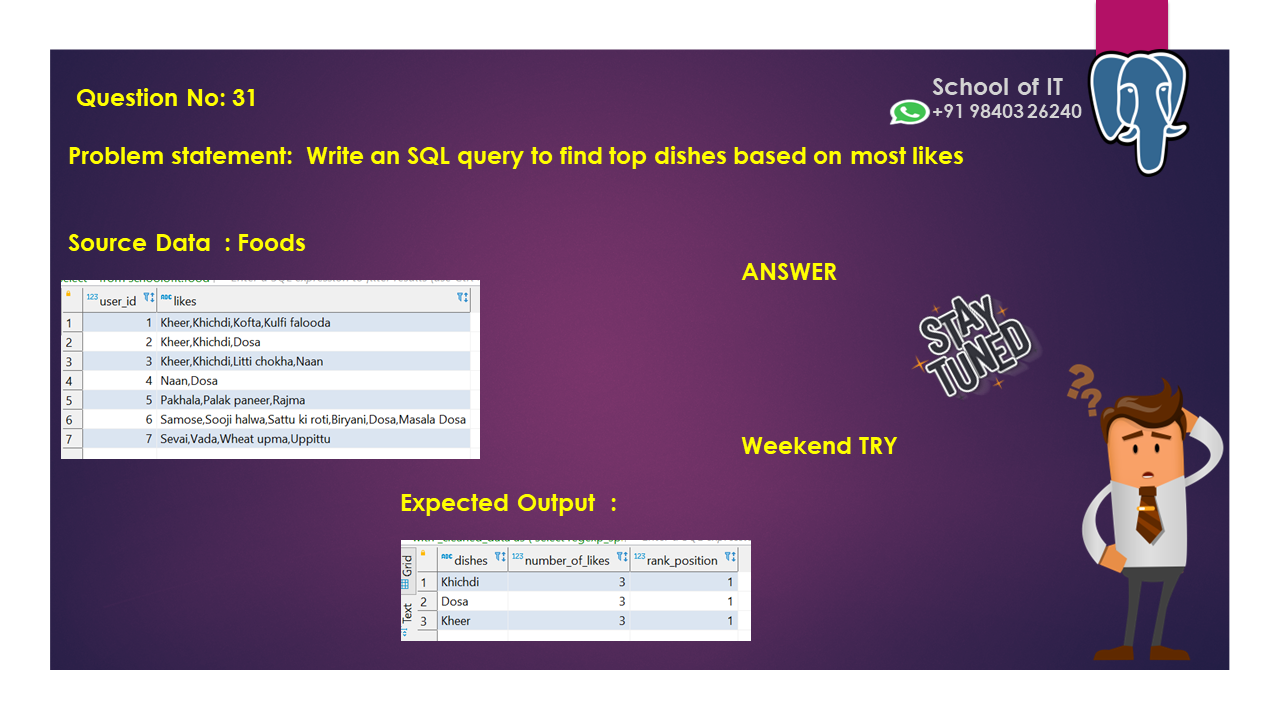 Question No: 31
School of IT
+91 98403 26240
Problem statement:  Write an SQL query to find top dishes based on most likes
Source Data  : Foods
ANSWER
123 user_id ABC likes
1 1 Kheer,Khichdi,Kofta,Kulfi falooda
2 2 Kheer,Khichdi,Dosa
3 3 Kheer,Khichdi,Litti chokha,Naan
4 4 Naan,Dosa
5 5 Pakhala,Palak paneer,Rajma
6 6 Samose,Sooji halwa,Sattu ki roti,Biryani,Dosa,Masala Dosa
7 7 Sevai,Vada,Wheat upma,Uppittu
STAY
TUNED
??
Weekend TRY
Expected Output  :
Grid
Text
ABC dishes 123 number_of_likes 123 rank_position
1 Khichdi 3 1
2 Dosa 3 1
3 Kheer 3 1